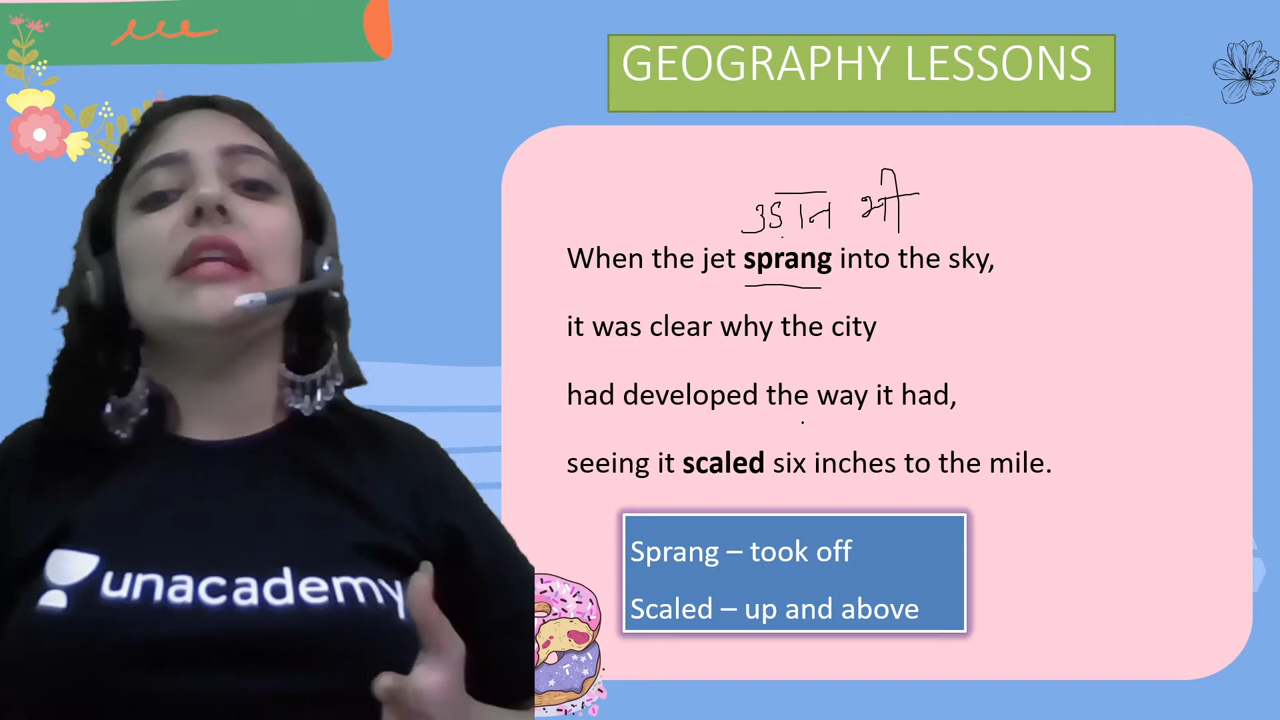 GEOGRAPHY LESSONS
उडान भी
When the jet sprang into the sky,
it was clear why the city
had developed the way it had,
seeing it scaled six inches to the mile.
Sprang – took off
Scaled – up and above
unacademy